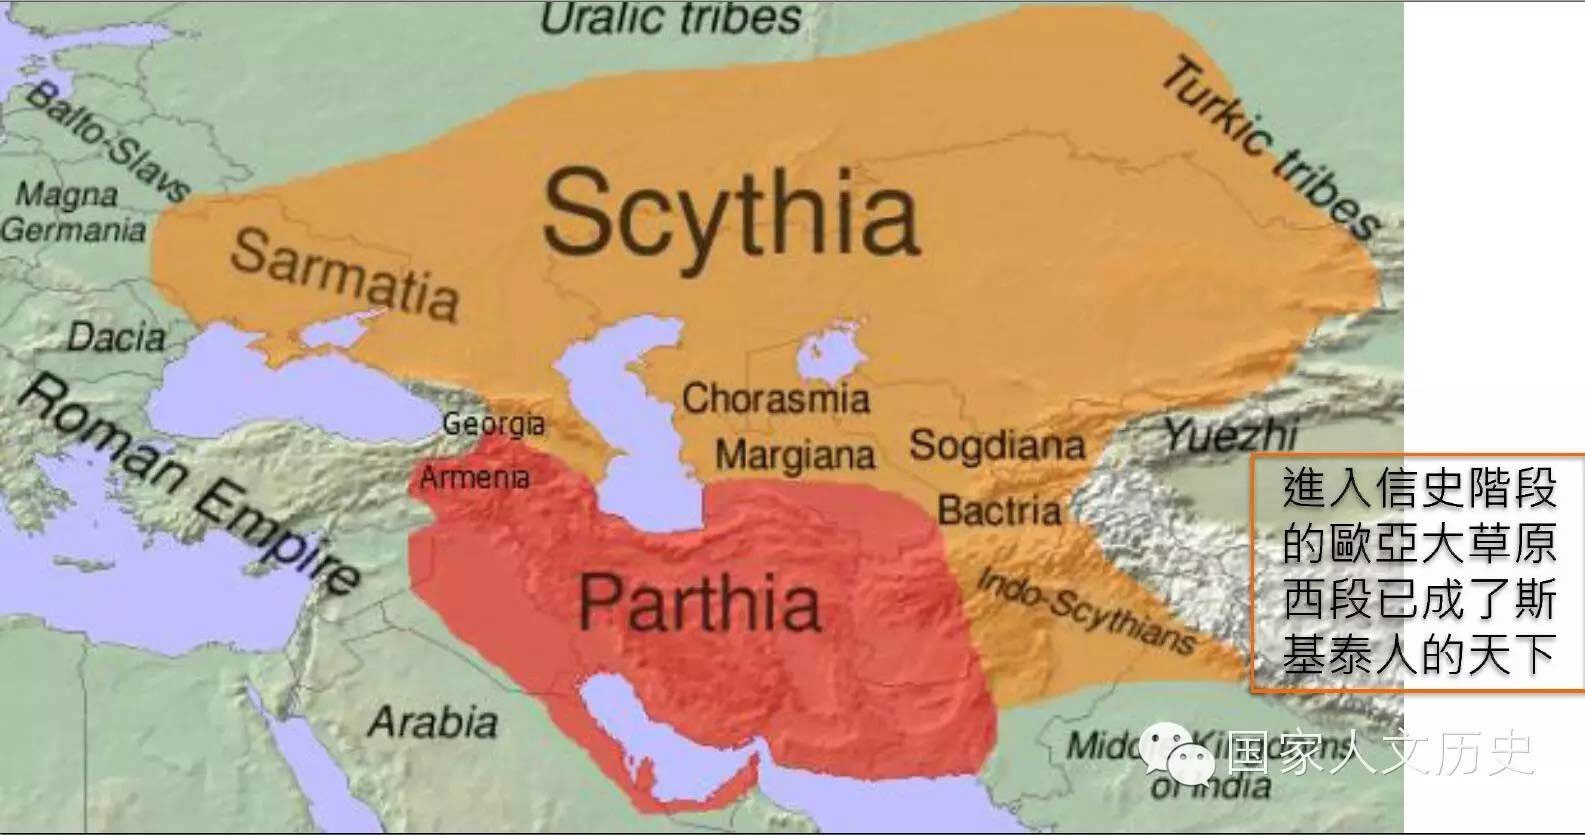 Uralic tribes
Turkic tribes
Balto-Slavs
Magna
Germania
Scythia
Sarmatia
Dacia
Roman Empire
Georgia
Armenia
Chorasmia
Margiana
Sogdiana
Bactria
Yuezhi
進入信史階段
的歐亞大草原
西段已成了斯
基泰人的天下
Parthia
Indo-Scythians
Arabia
Middle Kingdoms
of India
国家人文历史